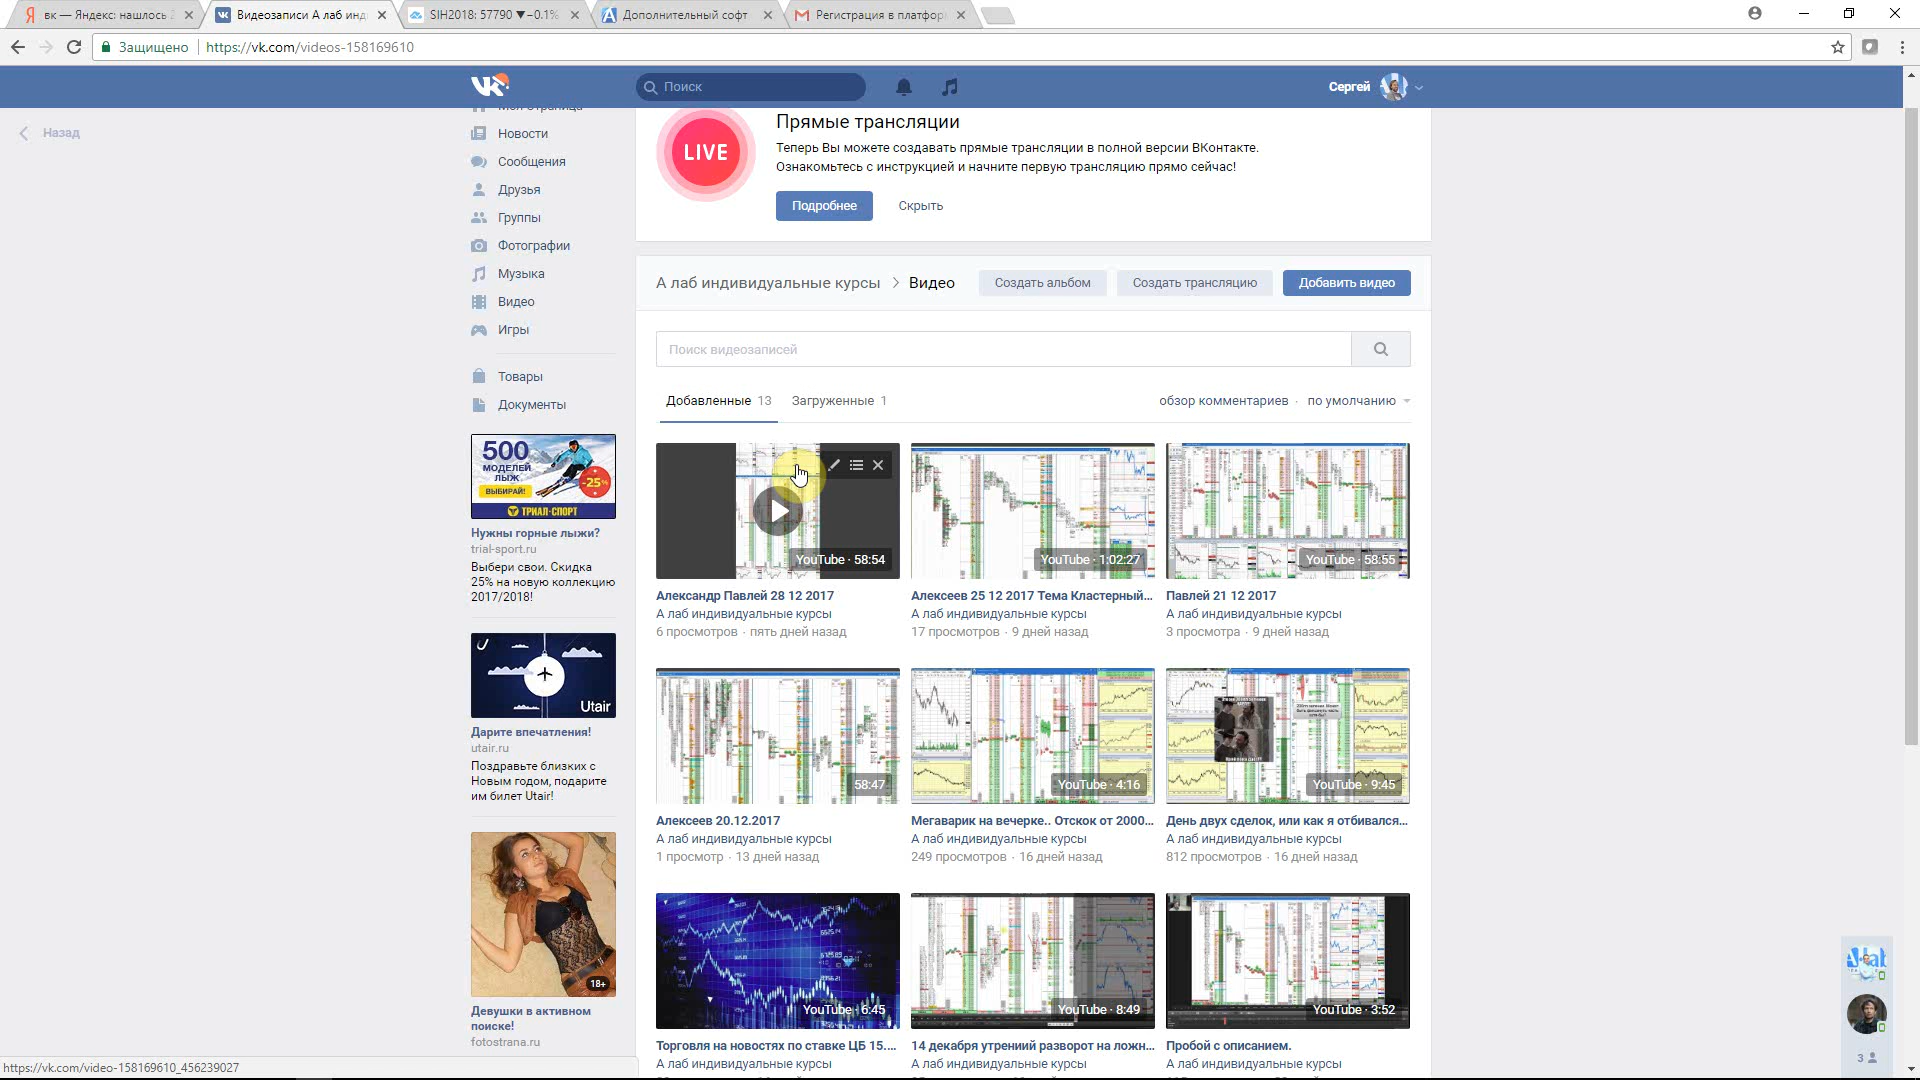 вк — Яндекс: нашлось 2
Видеозаписи А лаб инд
SIH2018: 57790 ▼−0.1%
Дополнительный софт
Регистрация в платфор
Защищено
https://vk.com/videos-158169610
Поиск
Сергей
Назад
Моя Страница
Новости
Сообщения
Друзья
Группы
Фотографии
Музыка
Видео
Игры
Товары
Документы
500
МОДЕЛЕЙ
ЛЫЖ
ВЫБИРАЙ!
-25%
ТРИАЛ-СПОРТ
Нужны горные лыжи?
trial-sport.ru
Выбери свои. Скидка
25% на новую коллекцию
2017/2018!
Utair
Дарите впечатления!
utair.ru
Поздравьте близких с
Новым годом, подарите
им билет Utair!
18+
Девушки в активном
поиске!
fotostrana.ru
LIVE
Прямые трансляции
Теперь Вы можете создавать прямые трансляции в полной версии ВКонтакте.
Ознакомьтесь с инструкцией и начните первую трансляцию прямо сейчас!
Подробнее
Скрыть
А лаб индивидуальные курсы > Видео
Создать альбом
Создать трансляцию
Добавить видео
Поиск видеозаписей
Добавленные 13
Загруженные 1
обзор комментариев · по умолчанию
YouTube · 58:54
YouTube · 1:02:27
YouTube · 58:55
Александр Павлей 28 12 2017
А лаб индивидуальные курсы
6 просмотров · пять дней назад
Алексеев 25 12 2017 Тема Кластерный...
А лаб индивидуальные курсы
17 просмотров · 9 дней назад
Павлей 21 12 2017
А лаб индивидуальные курсы
3 просмотра · 9 дней назад
58:47
YouTube · 4:16
YouTube · 9:45
Алексеев 20.12.2017
А лаб индивидуальные курсы
1 просмотр · 13 дней назад
Мегаварик на вечерке.. Отскок от 2000...
А лаб индивидуальные курсы
249 просмотров · 16 дней назад
День двух сделок, или как я отбивался...
А лаб индивидуальные курсы
812 просмотров · 16 дней назад
YouTube · 6:45
YouTube · 8:49
YouTube · 3:52
Торговля на новостях по ставке ЦБ 15....
А лаб индивидуальные курсы
14 декабря утрениий разворот на ложн...
А лаб индивидуальные курсы
Пробой с описанием.
А лаб индивидуальные курсы
3
https://vk.com/video-158169610_456239027